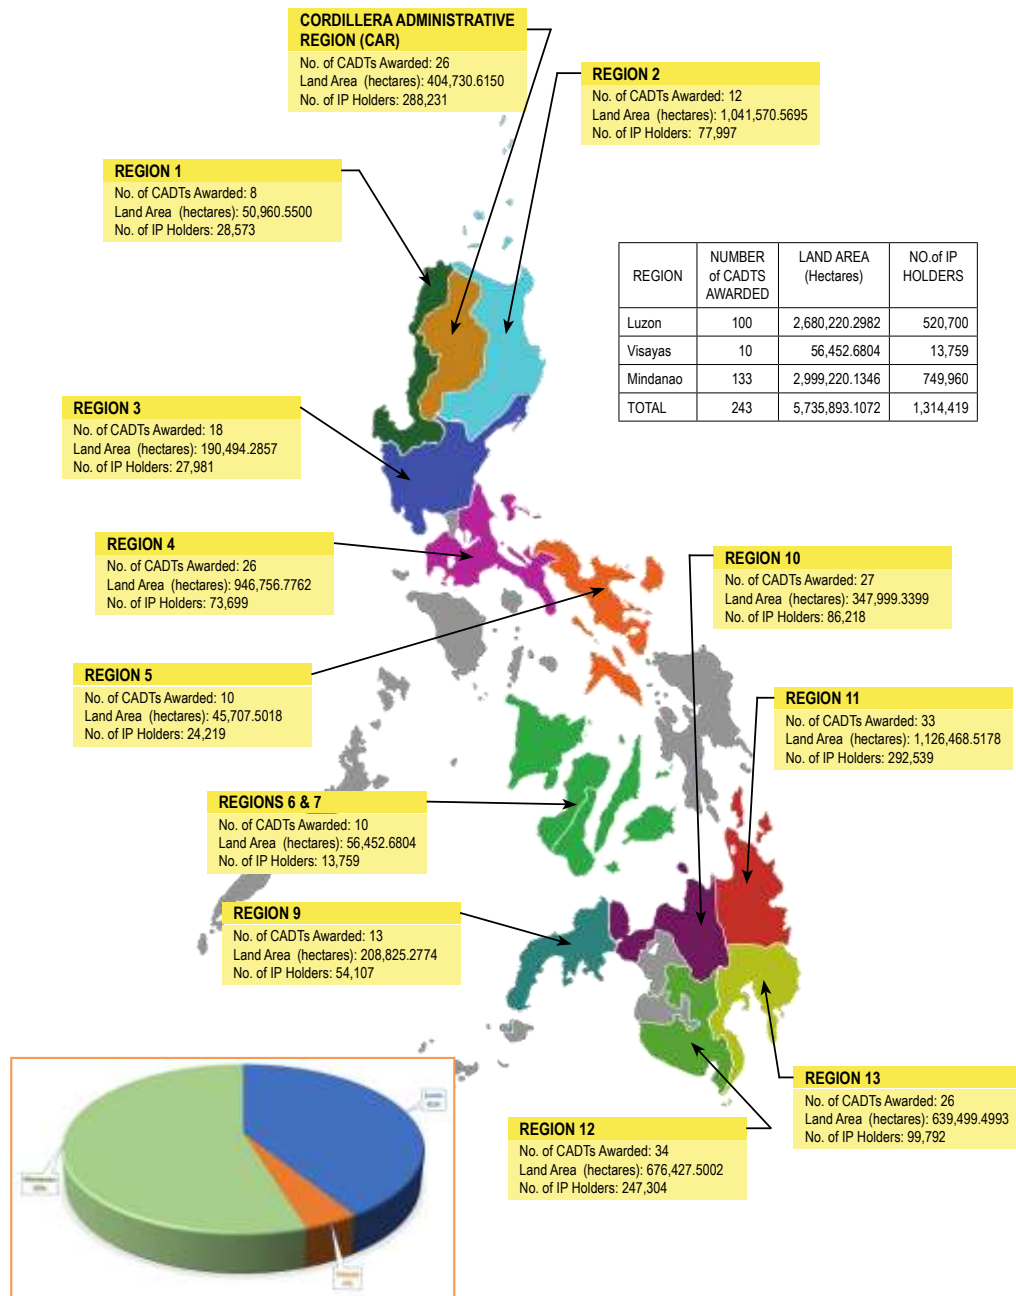 CORDILLERA ADMINISTRATIVE
REGION (CAR)
No. of CADTs Awarded: 26
Land Area (hectares): 404,730.6150
No. of IP Holders: 288,231
REGION 2
No. of CADTs Awarded: 12
Land Area (hectares): 1,041,570.5695
No. of IP Holders: 77,997
REGION 1
No. of CADTs Awarded: 8
Land Area (hectares): 50,960.5500
No. of IP Holders: 28,573
REGION NUMBER of CADTS AWARDED LAND AREA (Hectares) NO.of IP HOLDERS
Luzon 100 2,680,220.2982 520,700
Visayas 10 56,452.6804 13,759
Mindanao 133 2,999,220.1346 749,960
TOTAL 243 5,735,893.1072 1,314,419
REGION 3
No. of CADTs Awarded: 18
Land Area (hectares): 190,494.2857
No. of IP Holders: 27,981
REGION 4
No. of CADTs Awarded: 26
Land Area (hectares): 946,756.7762
No. of IP Holders: 73,699
REGION 10
No. of CADTs Awarded: 27
Land Area (hectares): 347,999.3399
No. of IP Holders: 86,218
REGION 5
No. of CADTs Awarded: 10
Land Area (hectares): 45,707.5018
No. of IP Holders: 24,219
REGION 11
No. of CADTs Awarded: 33
Land Area (hectares): 1,126,468.5178
No. of IP Holders: 292,539
REGIONS 6 & 7
No. of CADTs Awarded: 10
Land Area (hectares): 56,452.6804
No. of IP Holders: 13,759
REGION 9
No. of CADTs Awarded: 13
Land Area (hectares): 208,825.2774
No. of IP Holders: 54,107
REGION 13
No. of CADTs Awarded: 26
Land Area (hectares): 639,499.4993
No. of IP Holders: 99,792
REGION 12
No. of CADTs Awarded: 34
Land Area (hectares): 676,427.5002
No. of IP Holders: 247,304